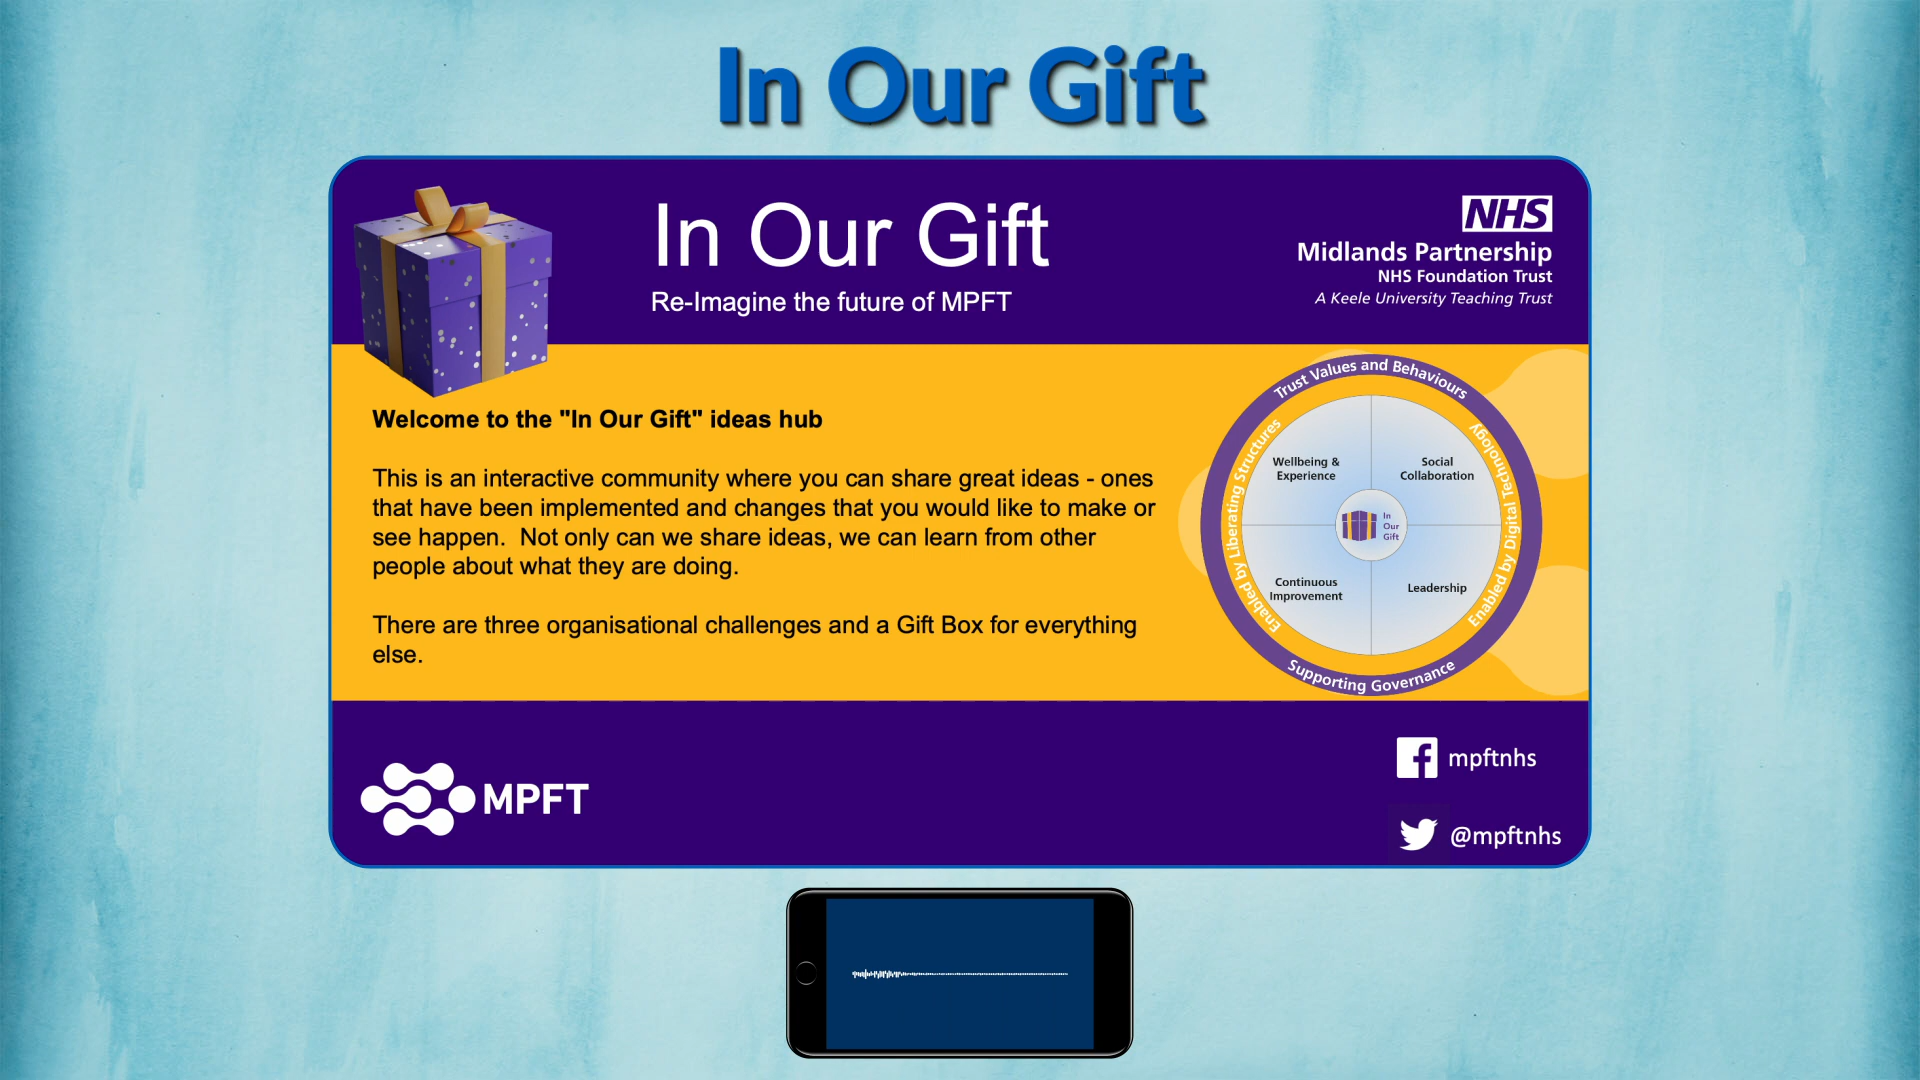 In Our Gift
In Our Gift
Re-Imagine the future of MPFT
NHS
Midlands Partnership
NHS Foundation Trust
A Keele University Teaching Trust
Welcome to the "In Our Gift" ideas hub
This is an interactive community where you can share great ideas - ones
that have been implemented and changes that you would like to make or
see happen.  Not only can we share ideas, we can learn from other
people about what they are doing.
There are three organisational challenges and a Gift Box for everything
else.
Trust Values and Behaviours
Enabled by Liberating Structures
Enabled by Digital Technology
Wellbeing &
Experience
Social
Collaboration
In
Our
Gift
Continuous
Improvement
Leadership
Supporting Governance
MPFT
mpftnhs
@mpftnhs